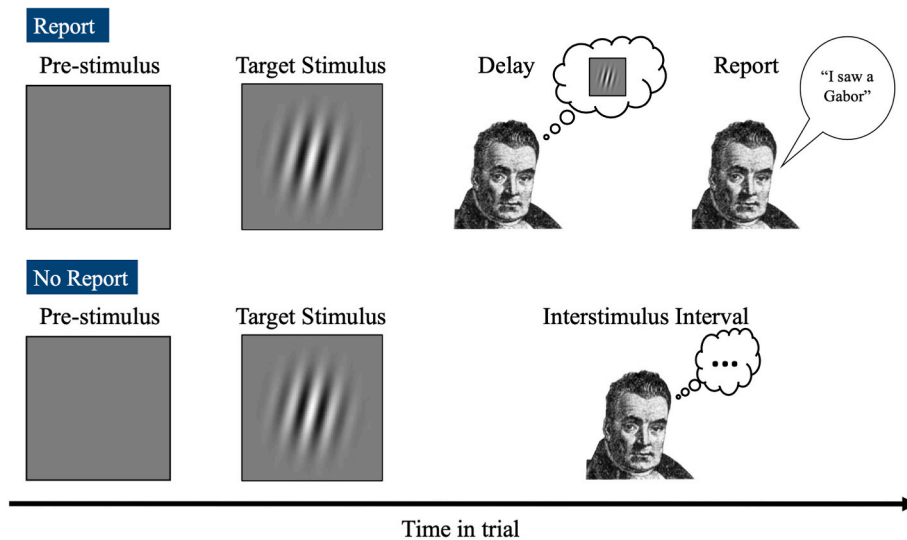 Report
Pre-stimulus
Target Stimulus
Delay
Report
“I saw a
Gabor”
No Report
Pre-stimulus
Target Stimulus
Interstimulus Interval
...
Time in trial